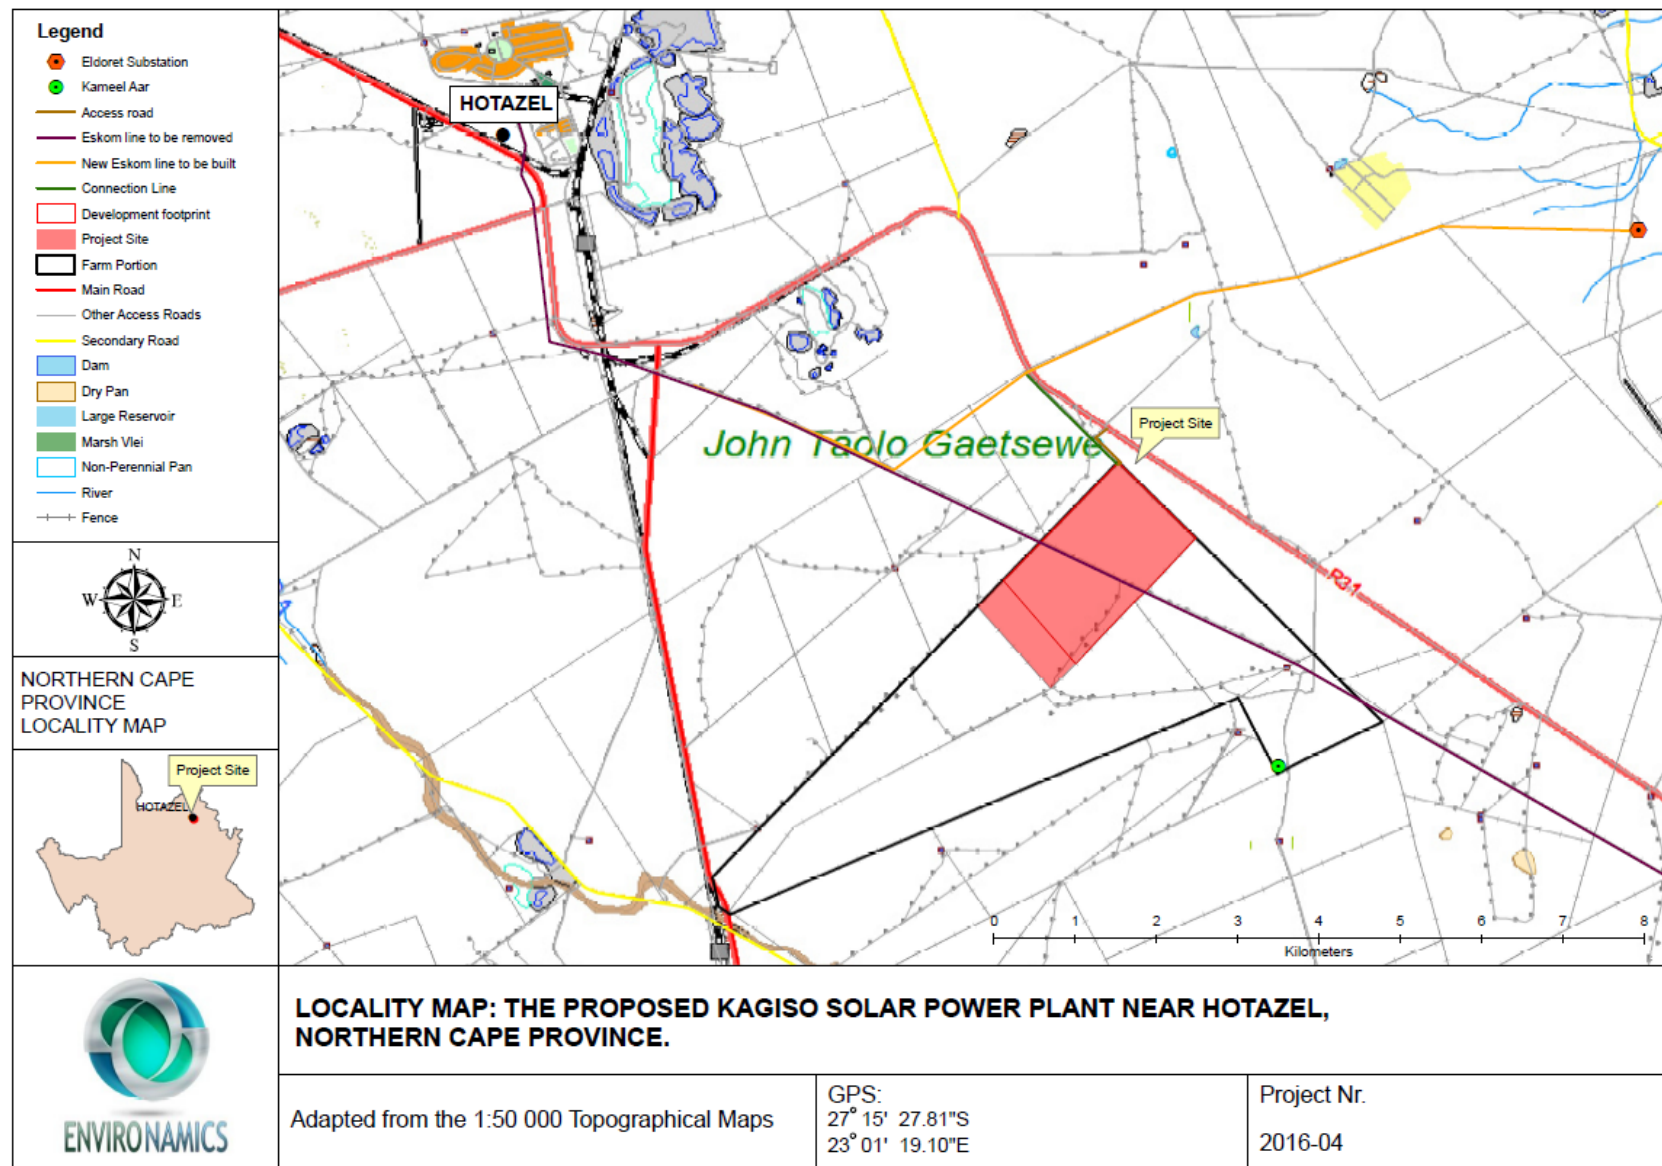 Legend
Eldoret Substation
Kameel Aar
Access road
Eskom line to be removed
New Eskom line to be built
Connection Line
Development footprint
Project Site
Farm Portion
Main Road
Other Access Roads
Secondary Road
Dam
Dry Pan
Large Reservoir
Marsh Vlei
Non-Perennial Pan
River
Fence
N
W E
S
NORTHERN CAPE
PROVINCE
LOCALITY MAP
Project Site
HOTAZEL
ENVIRONAMICS
HOTAZEL
John Taolo Gaetsewe
Project Site
R31
0 1 2 3 4 5 6 7 8
Kilometers
LOCALITY MAP: THE PROPOSED KAGISO SOLAR POWER PLANT NEAR HOTAZEL,
NORTHERN CAPE PROVINCE.
Adapted from the 1:50 000 Topographical Maps
GPS:
27° 15' 27.81"S
23° 01' 19.10"E
Project Nr.
2016-04